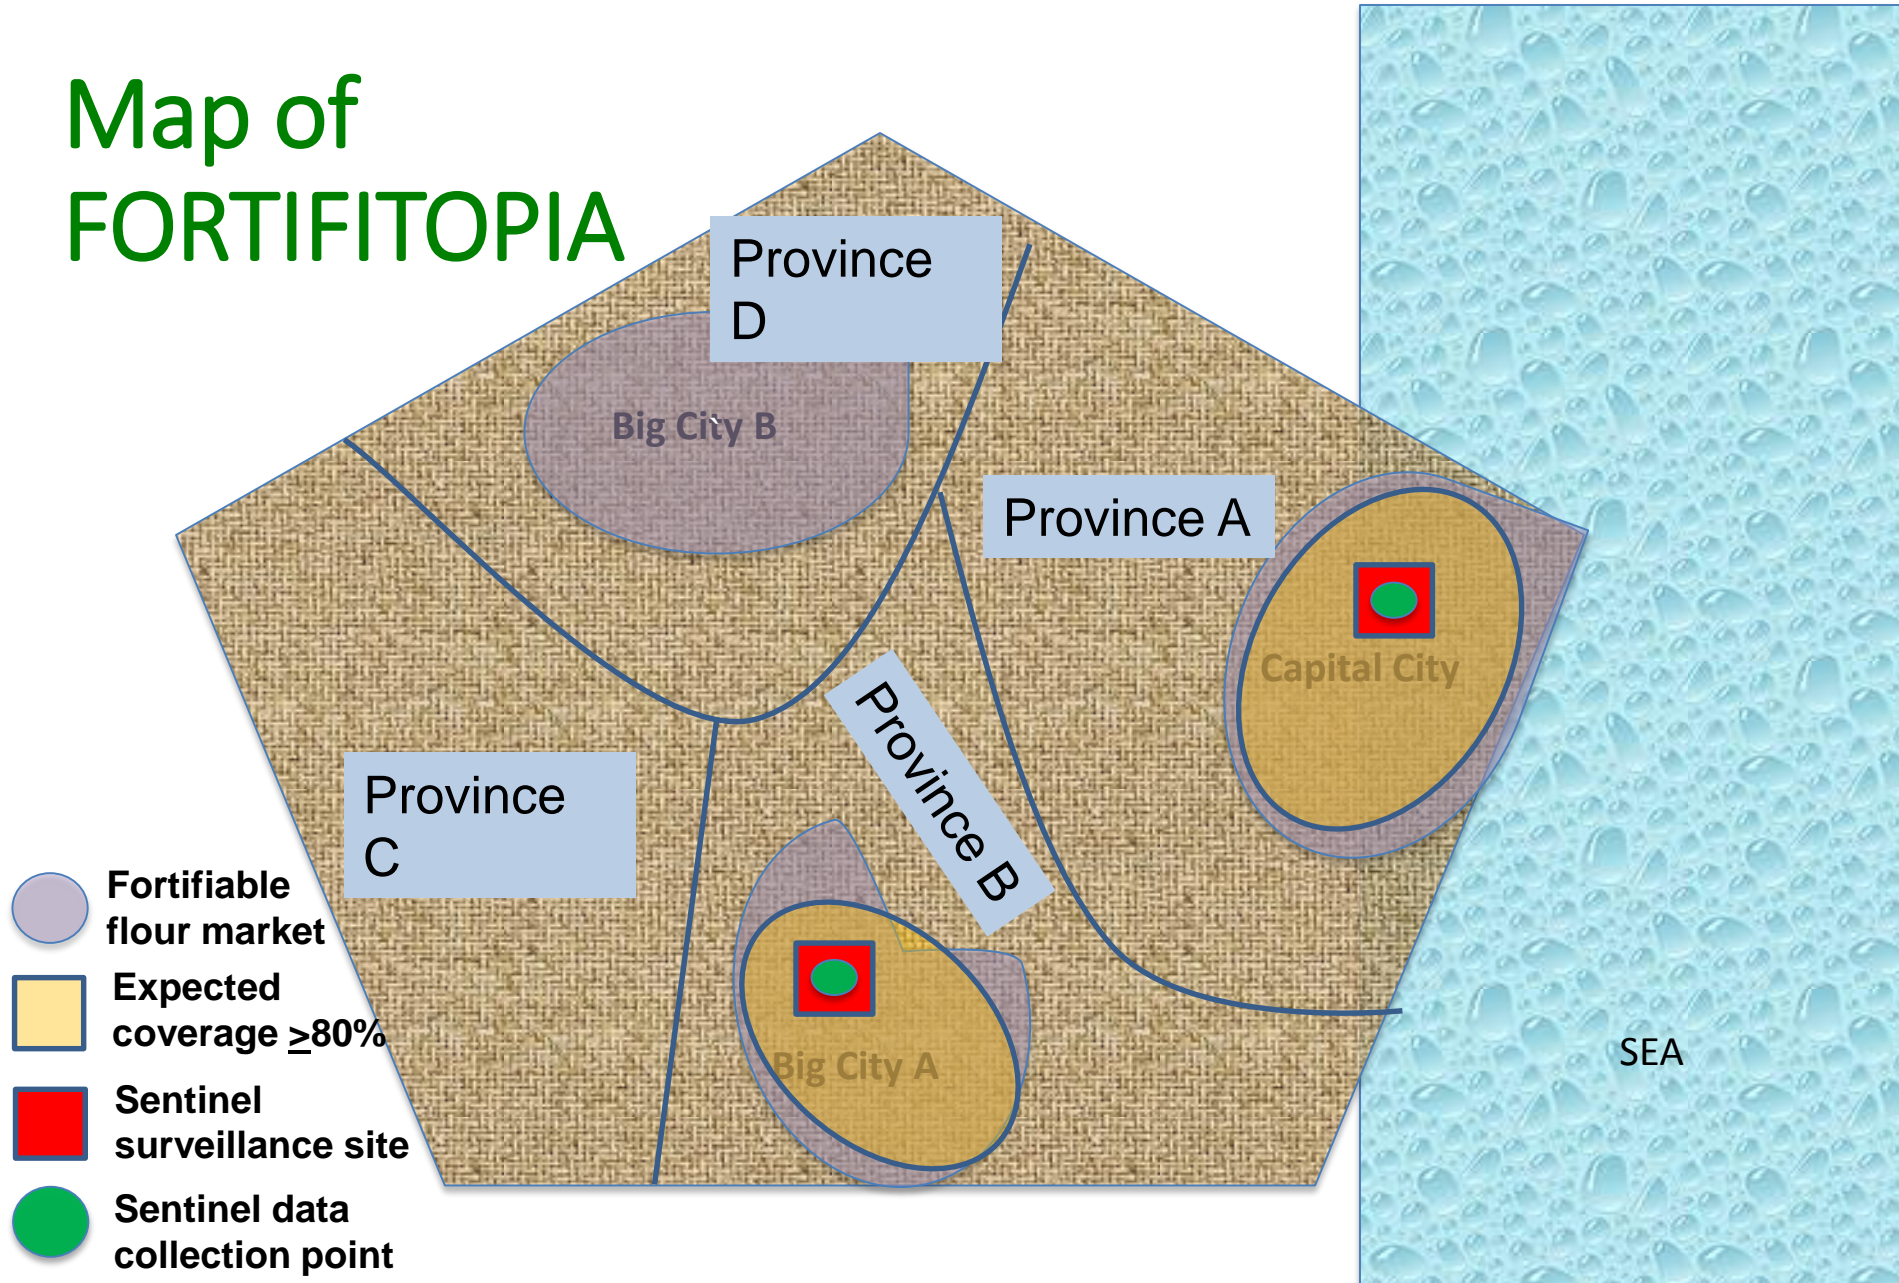 Map of
FORTIFITOPIA
Province
D
Big City B
Province A
Capital City
Province B
Province
C
Big City A
SEA
Fortifiable
flour market
Expected
coverage >80%
Sentinel
surveillance site
Sentinel data
collection point